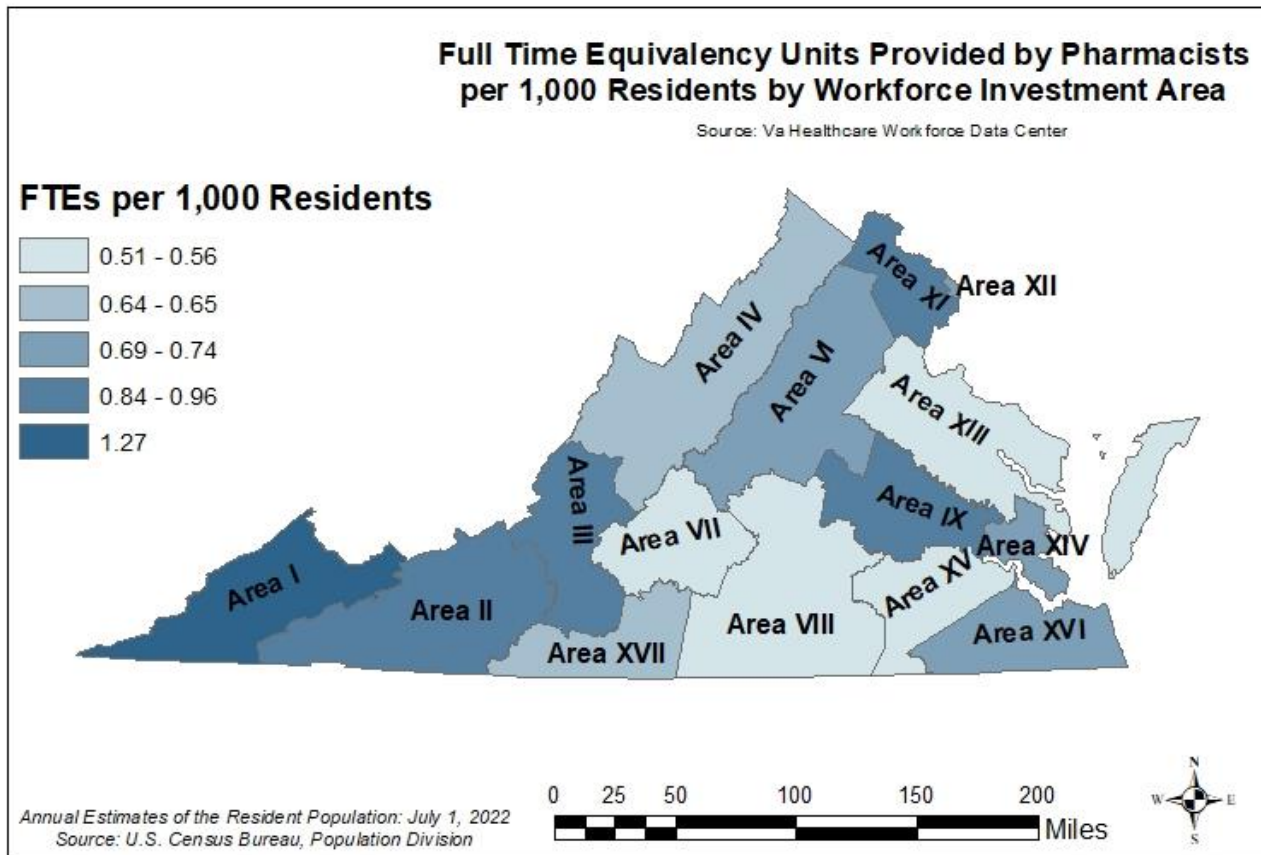 Full Time Equivalency Units Provided by Pharmacists
per 1,000 Residents by Workforce Investment Area
Source: Va Healthcare Workforce Data Center
FTEs per 1,000 Residents
0.51 - 0.56
0.64 - 0.65
0.69 - 0.74
0.84 - 0.96
1.27
Area XI
Area XII
Area IV
Area VI
Area XIII
Area III
Area IX
Area VII
Area XIV
Area XV
Area I
Area II
Area VIII
Area XVI
Area XVII
Annual Estimates of the Resident Population: July 1, 2022
Source: U.S. Census Bureau, Population Division
0 25 50 100 150 200
Miles
N
W E
S